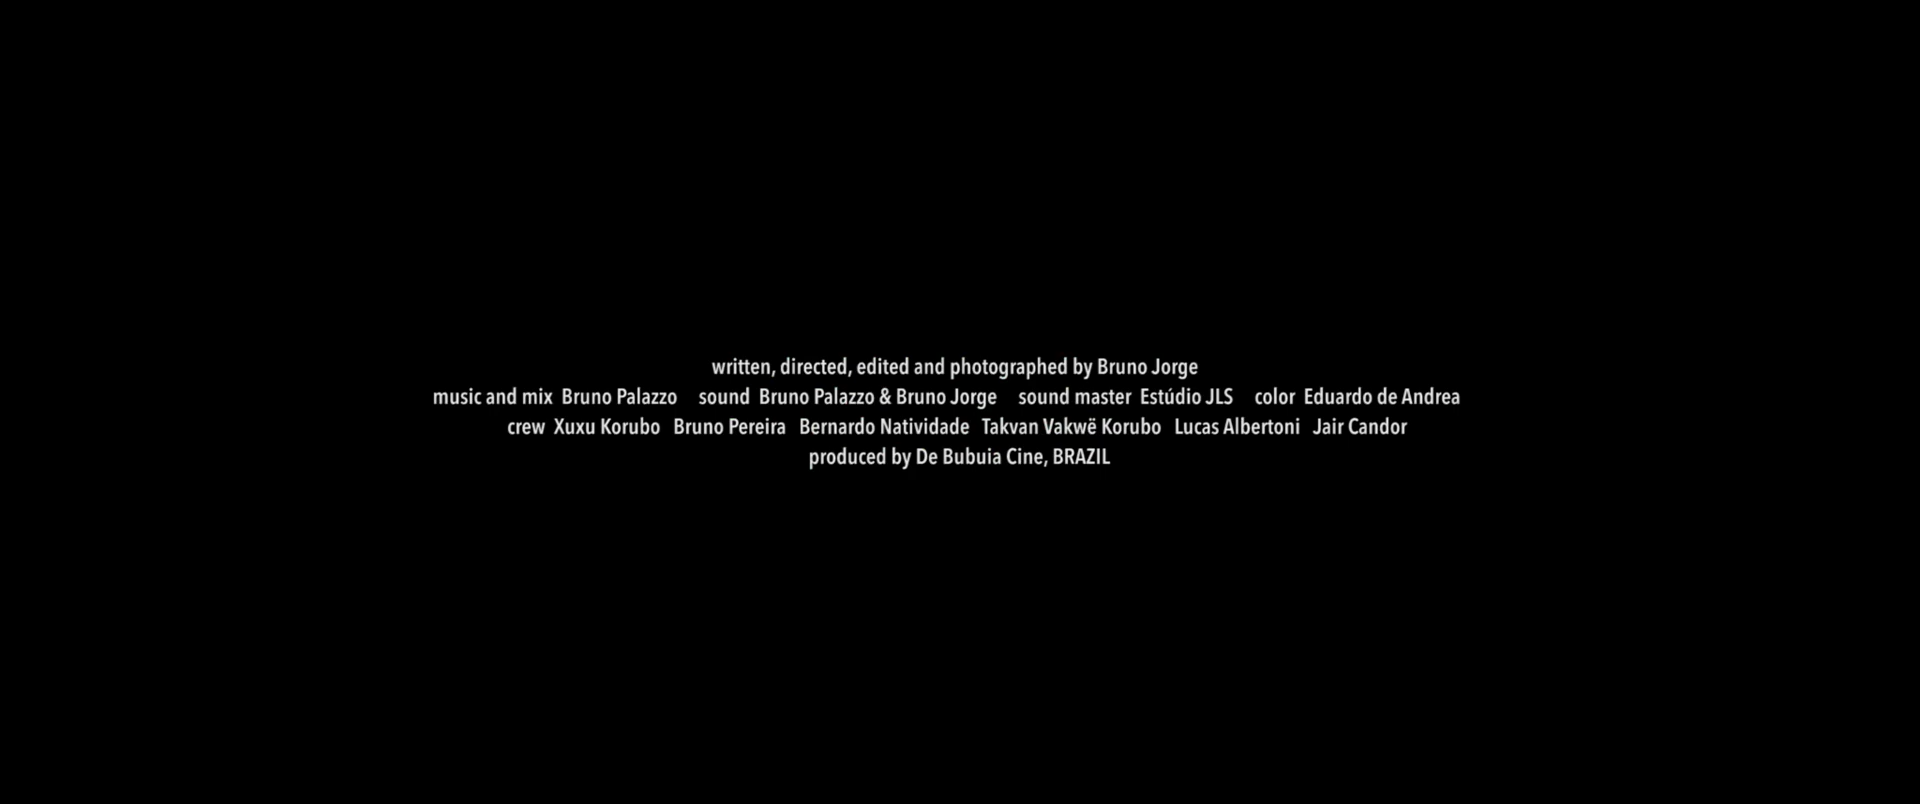 written, directed, edited and photographed by Bruno Jorge
music and mix Bruno Palazzo sound Bruno Palazzo & Bruno Jorge sound master Estúdio JLS color Eduardo de Andrea
crew Xuxu Korubo Bruno Pereira Bernardo Natividade Takvan Vakwë Korubo Lucas Albertoni Jair Candor
produced by De Bubuia Cine, BRAZIL